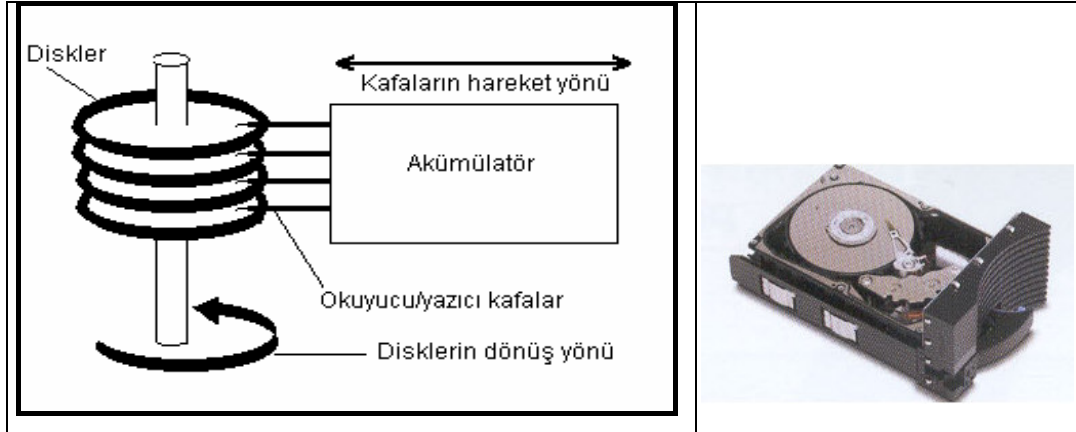 Diskler
Kafaların hareket yönü
Akümülatör
Okuyucu/yazıcı kafalar
Disklerin dönüş yönü